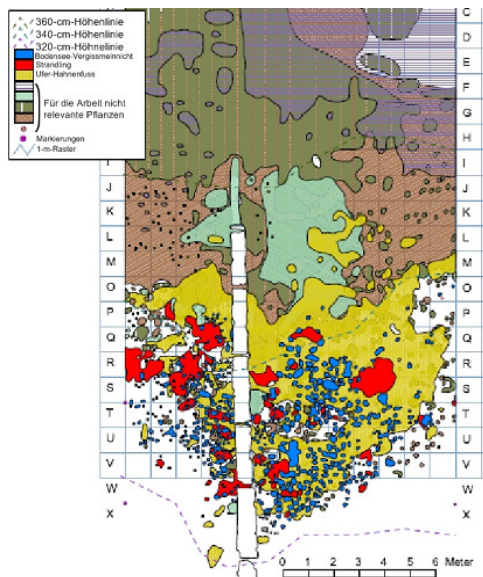 360-cm-Höhenlinie
340-cm-Höhenlinie
320-cm-Höhnelinie
Bodensee-Vergissmeinnicht
Strandling
Ufer-Hahnenfuss
Für die Arbeit nicht
relevante Pflanzen
Markierungen
1-m-Raster
C
D
E
F
G
H
I
I
J
J
K
K
L
L
M
M
O
O
P
P
Q
Q
R
R
S
S
T
T
U
U
V
V
W
W
X
X
0 1 2 3 4 5 6 Meter